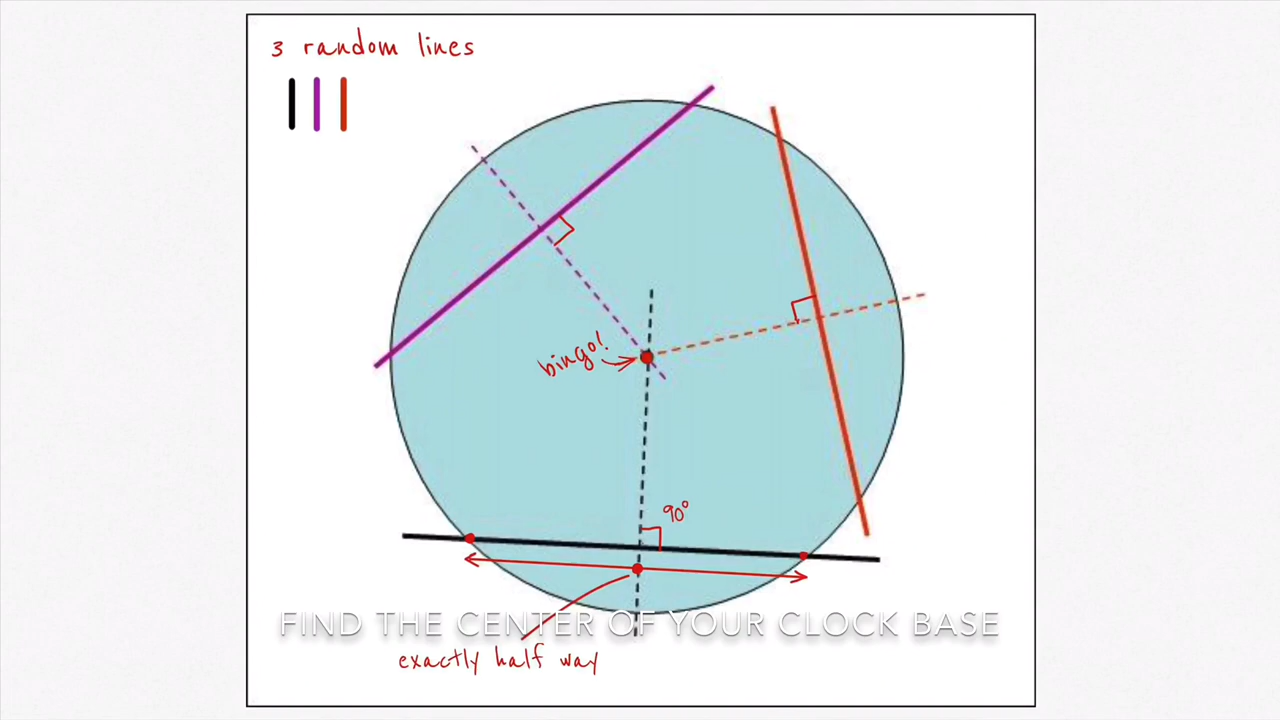 3 random lines
bingo!
90°
FIND THE CENTER OF YOUR CLOCK BASE
exactly half way